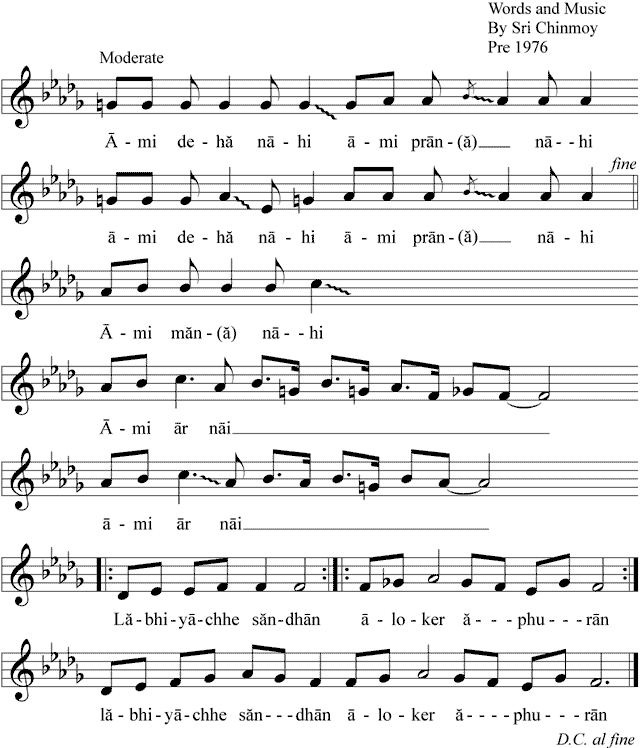 Words and Music
By Sri Chinmoy
Pre 1976
Moderate
Ā - mi de-hă nā - hi ā - mi prān-(ă) nā--hi
fine
ā - mi de-hă nā - hi ā - mi prān-(ă) nā--hi
Ā - mi măn-(ă) nā--hi
Ā - mi ār nāi
ā - mi ār nāi
Lă-bhi-yā-chhe săn-dhān ā-lo-ker ă---phu--rān
lă-bhi-yā-chhe săn---dhān ā-lo-ker ă----phu---rān
D.C. al fine